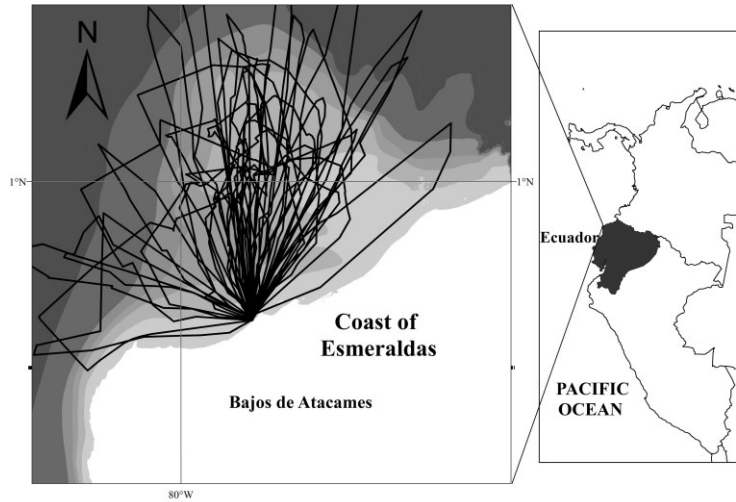 N
1°N
1°N
Ecuador
Coast of
Esmeraldas
Bajos de Atacames
PACIFIC
OCEAN
80°W